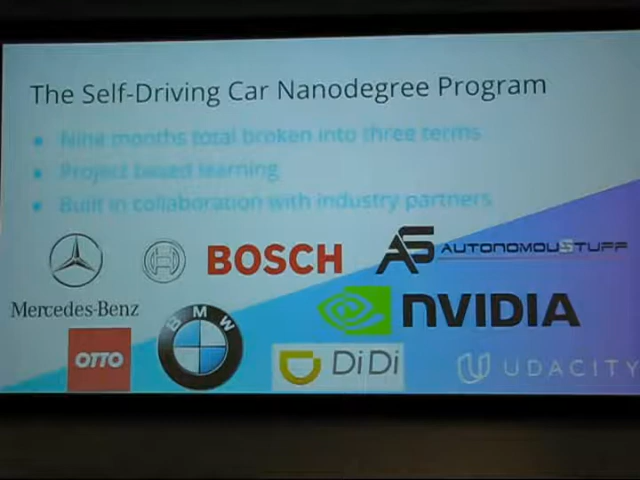 The Self-Driving Car Nanodegree Program
Nine months total broken into three terms
Project based learning
Built in collaboration with industry partners
BOSCH
AS AUTONOMOUSTUFF
Mercedes-Benz
NVIDIA
OTTO
BMW
DiDi
UDACITY